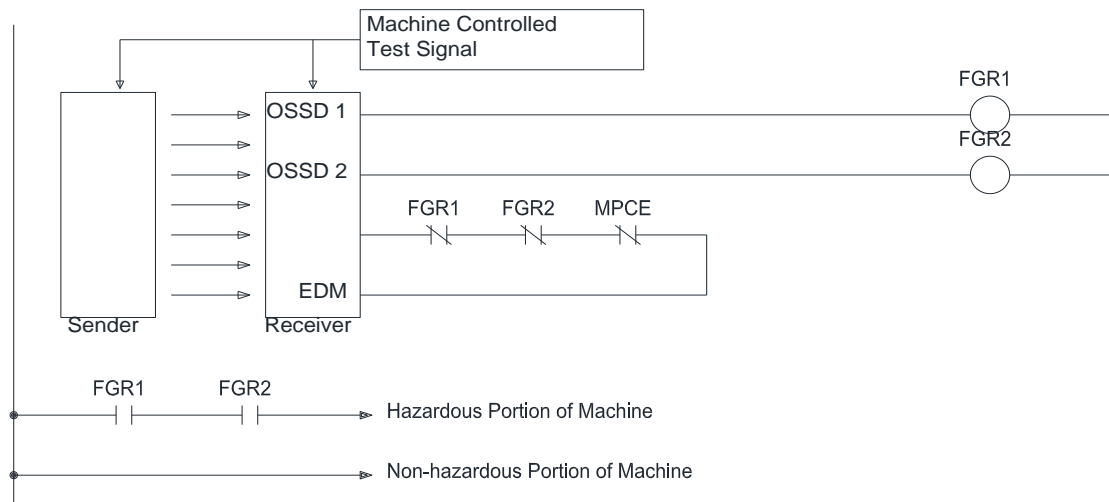 Machine Controlled
Test Signal
FGR1
OSSD 1
FGR2
OSSD 2
FGR1 FGR2 MPCE
EDM
Sender Receiver
FGR1 FGR2
Hazardous Portion of Machine
Non-hazardous Portion of Machine